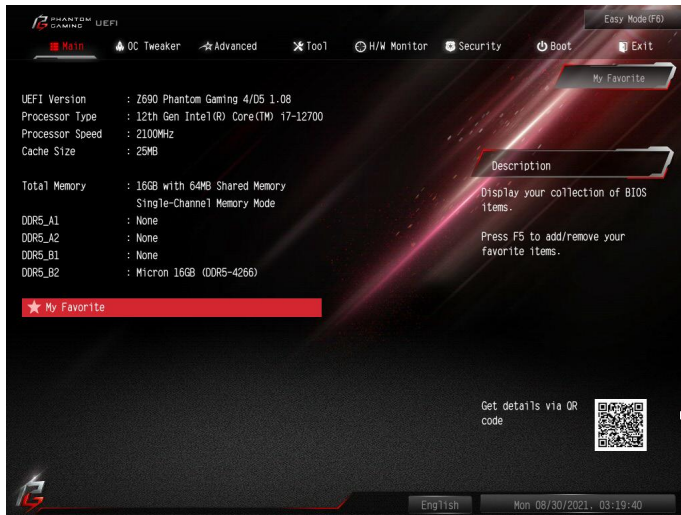 PHANTOM GAMING UEFI
Easy Mode(F6)
Main OC Tweaker Advanced Tool H/W Monitor Security Boot Exit
My Favorite
UEFI Version : Z690 Phantom Gaming 4/D5 1.08
Processor Type : 12th Gen Intel(R) Core(TM) i7-12700
Processor Speed : 2100MHz
Cache Size : 25MB
Total Memory : 16GB with 64MB Shared Memory
Single-Channel Memory Mode
DDR5_A1 : None
DDR5_A2 : None
DDR5_B1 : None
DDR5_B2 : Micron 16GB (DDR5-4266)
My Favorite
Description
Display your collection of BIOS
items.
Press F5 to add/remove your
favorite items.
Get details via QR
code
English
Mon 08/30/2021. 03:19:40